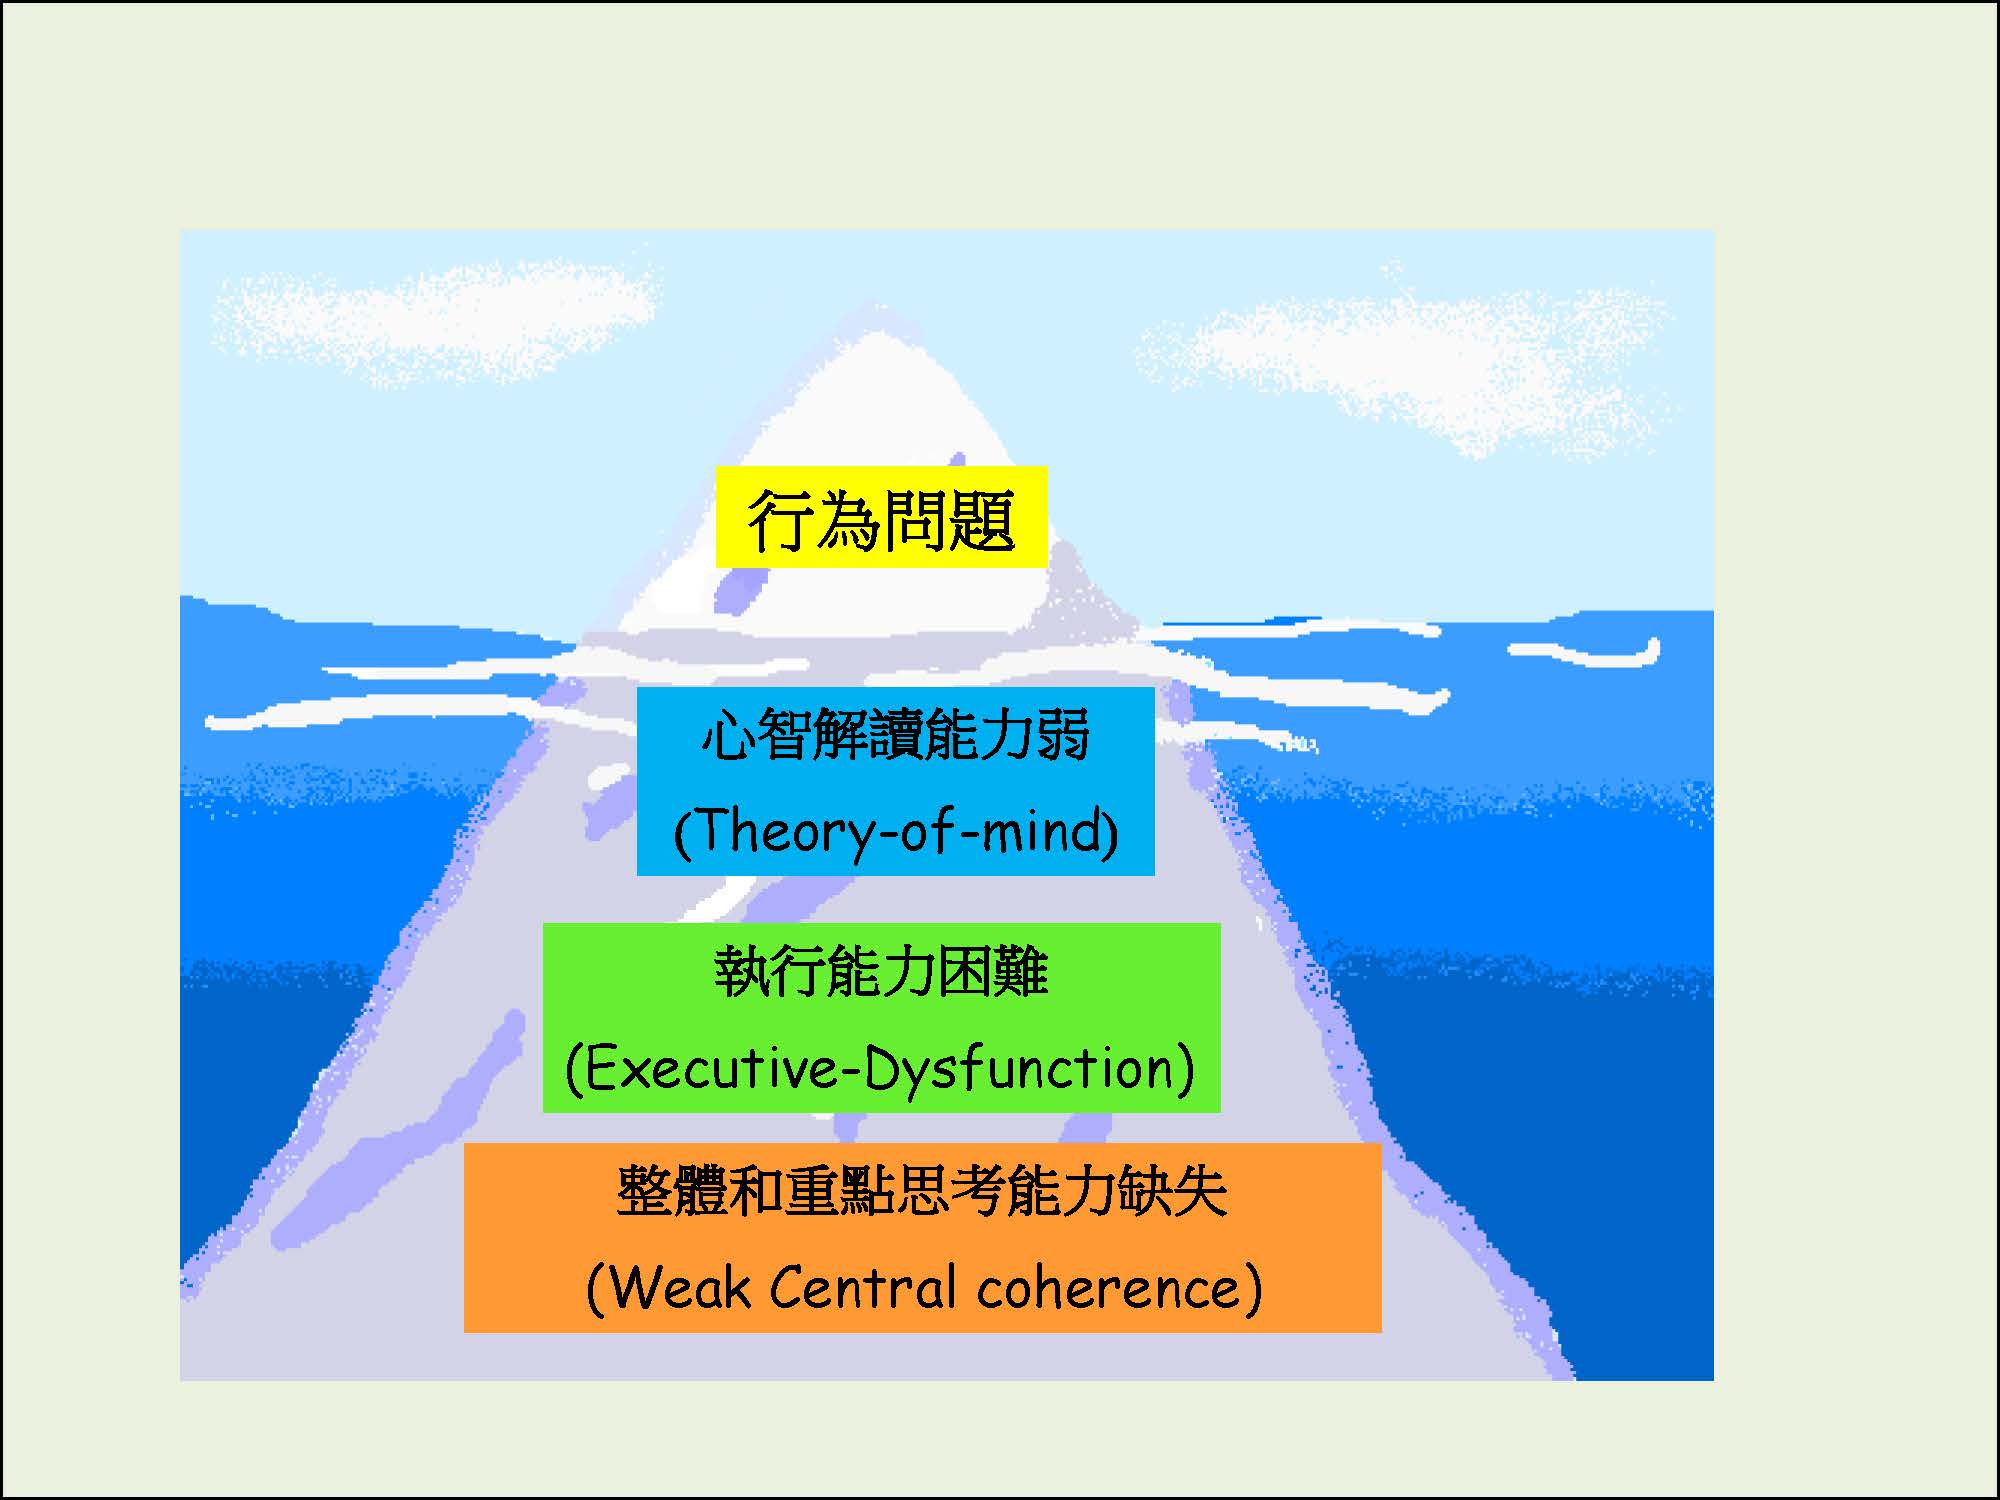 行為問題
心智解讀能力弱
(Theory-of-mind)
執行能力困難
(Executive-Dysfunction)
整體和重點思考能力缺失
(Weak Central coherence)